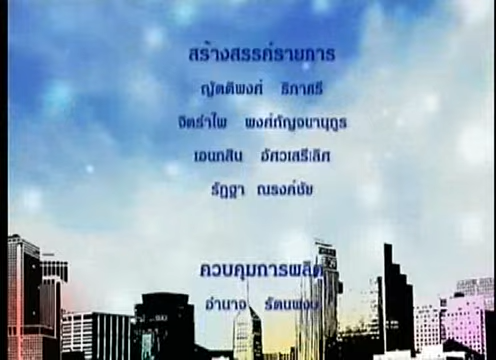 สร้างสรรค์รายการ
ญัตติพงศ์ ธิภาศรี
จิตรำไพ พงศ์กัญจนานุกูร
เอนกสิน อัศวเสรีเลิศ
รัฏฐา ณรงค์ชัย
ควบคุมการผลิต
อำนาจ รัตนพงษ์